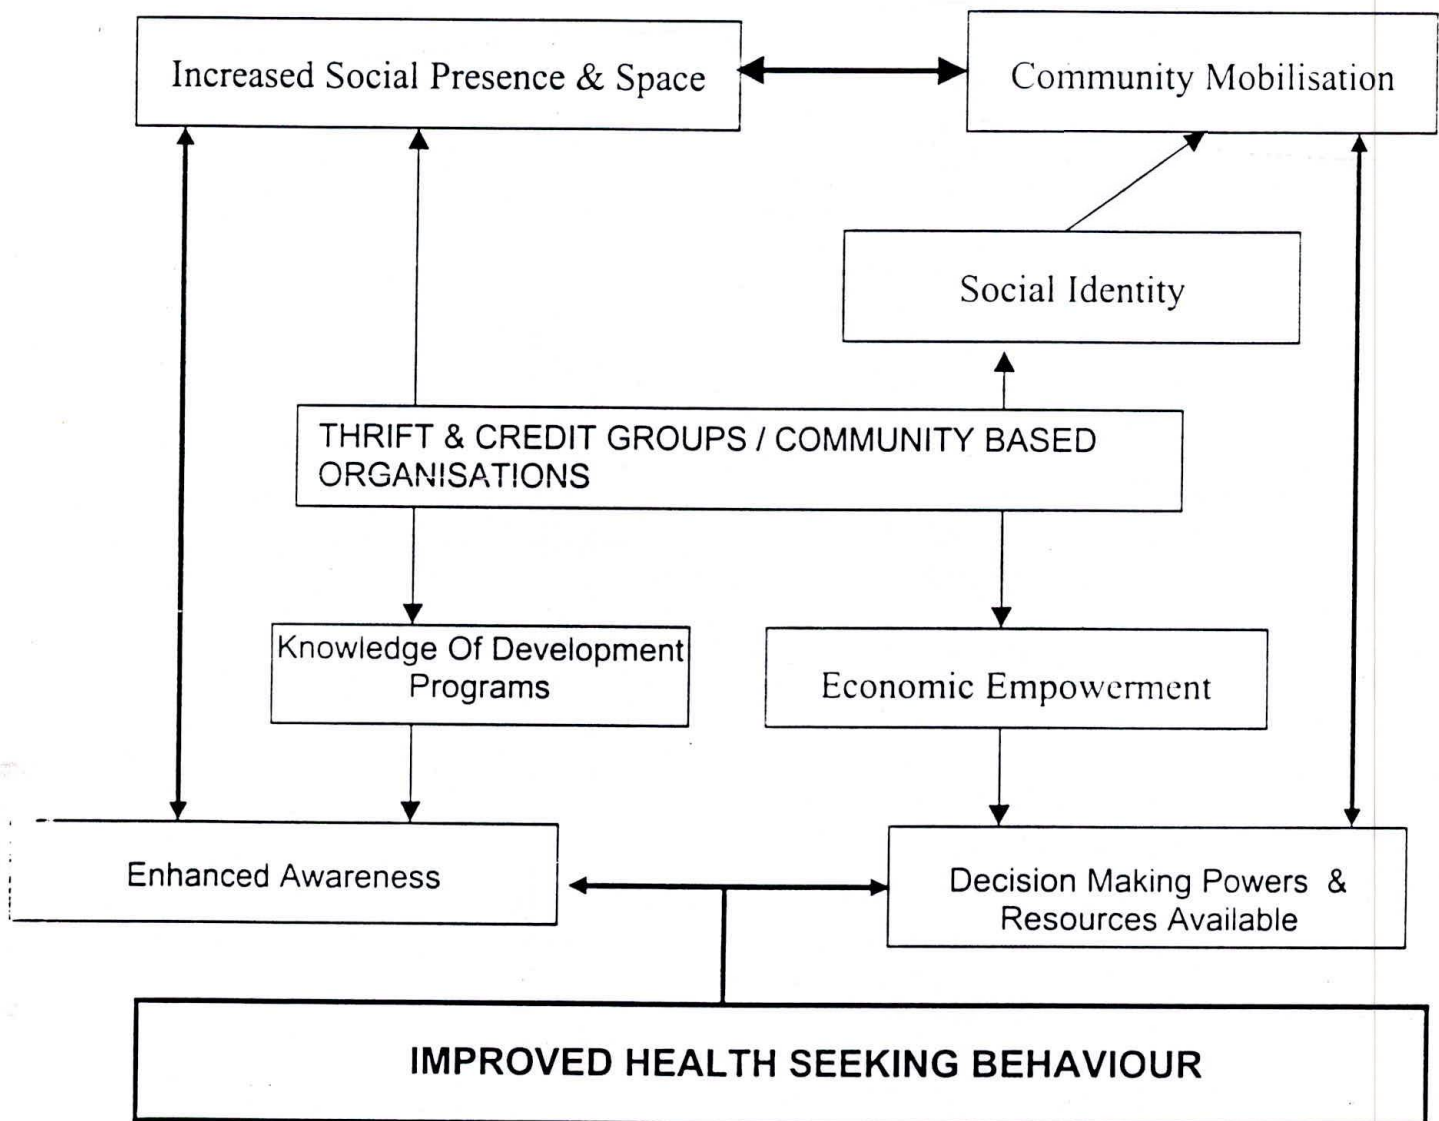 Increased Social Presence & Space
Community Mobilisation
Social Identity
THRIFT & CREDIT GROUPS / COMMUNITY BASED
ORGANISATIONS
Knowledge Of Development
Programs
Economic Empowerment
Enhanced Awareness
Decision Making Powers &
Resources Available
IMPROVED HEALTH SEEKING BEHAVIOUR